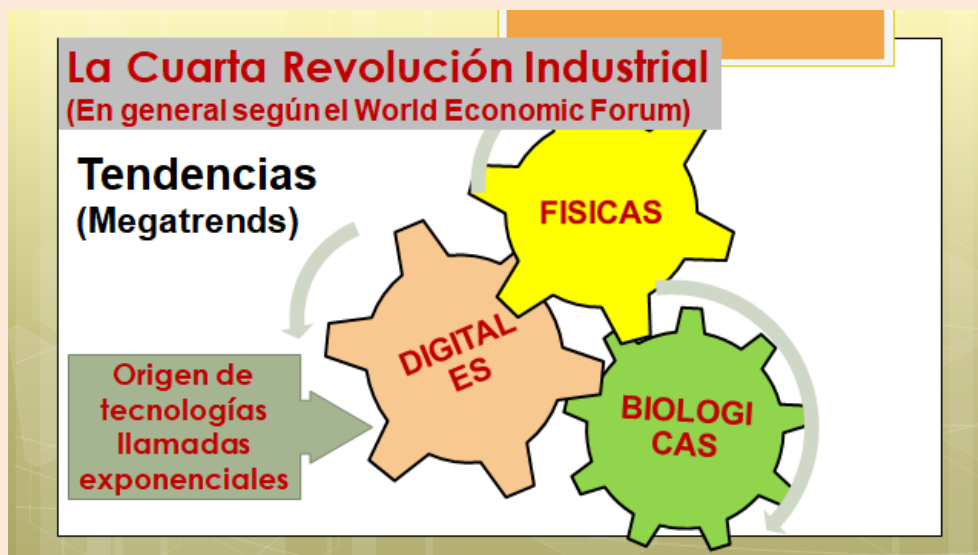 La Cuarta Revolución Industrial
(En general según el World Economic Forum)
Tendencias
(Megatrends)
FISICAS
DIGITAL
ES
BIOLOGI
CAS
Origen de
tecnologías
llamadas
exponenciales